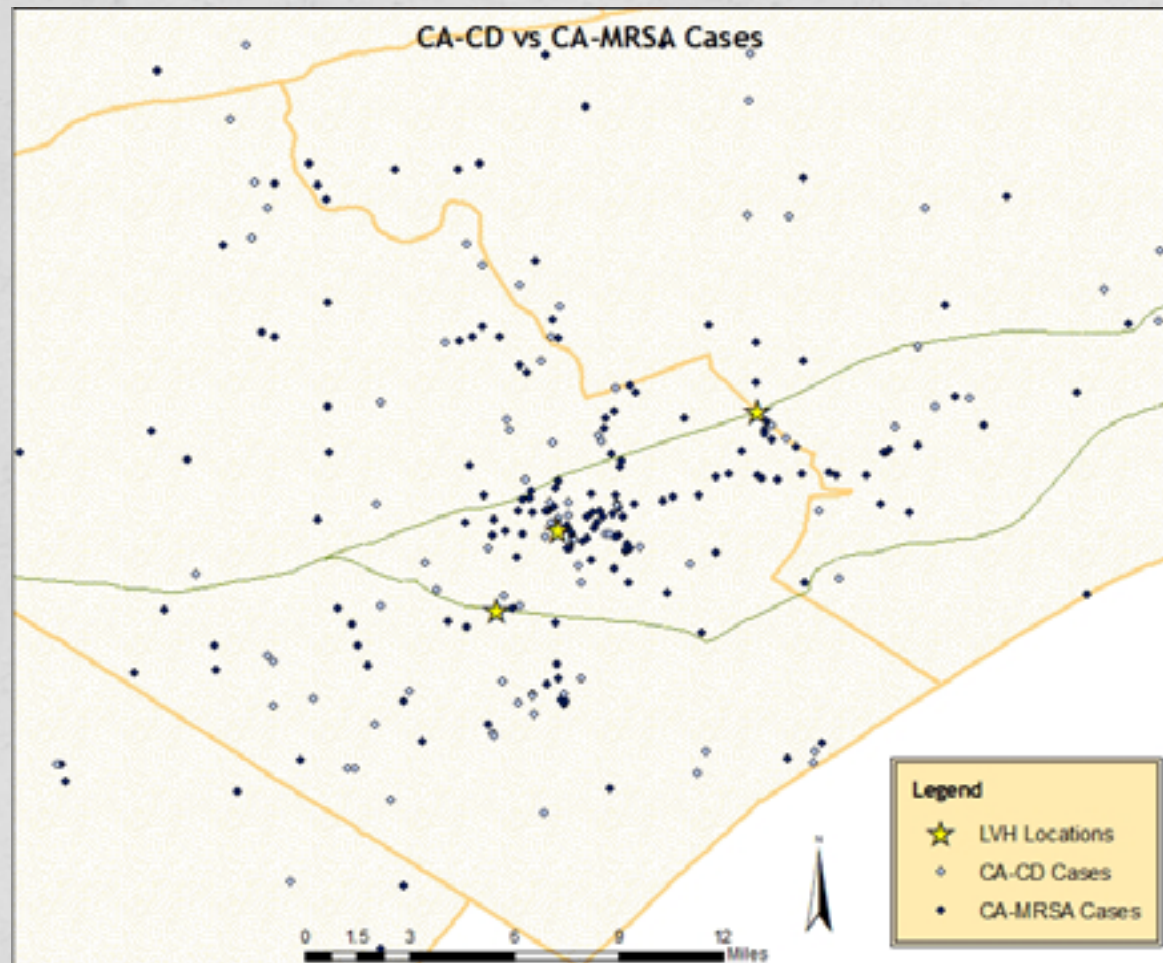 CA-CD vs CA-MRSA Cases
Legend
LVH Locations
CA-CD Cases
CA-MRSA Cases
N
0 1.5 3 6 9 12
Miles